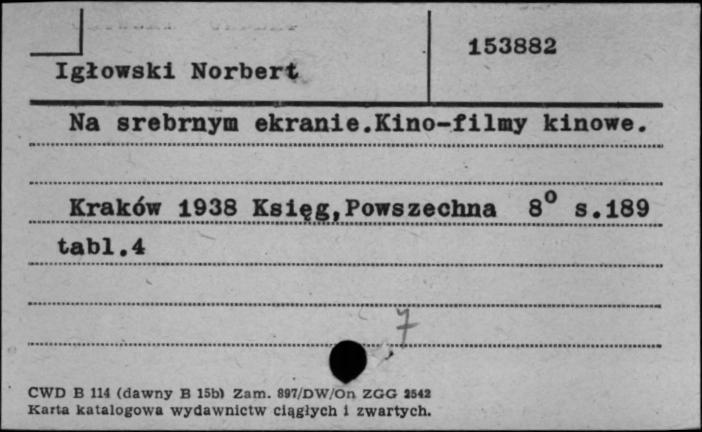 153882
Igłowski Norbert
Na srebrnym ekranie.Kino-filmy kinowe.
Kraków 1938 Księg,Powszechna 8° s.189
tabl.4
7
CWD B 114 (dawny B 15b) Zam. 897/DW/On ZGG 2542
Karta katalogowa wydawnictw ciągłych i zwartych.